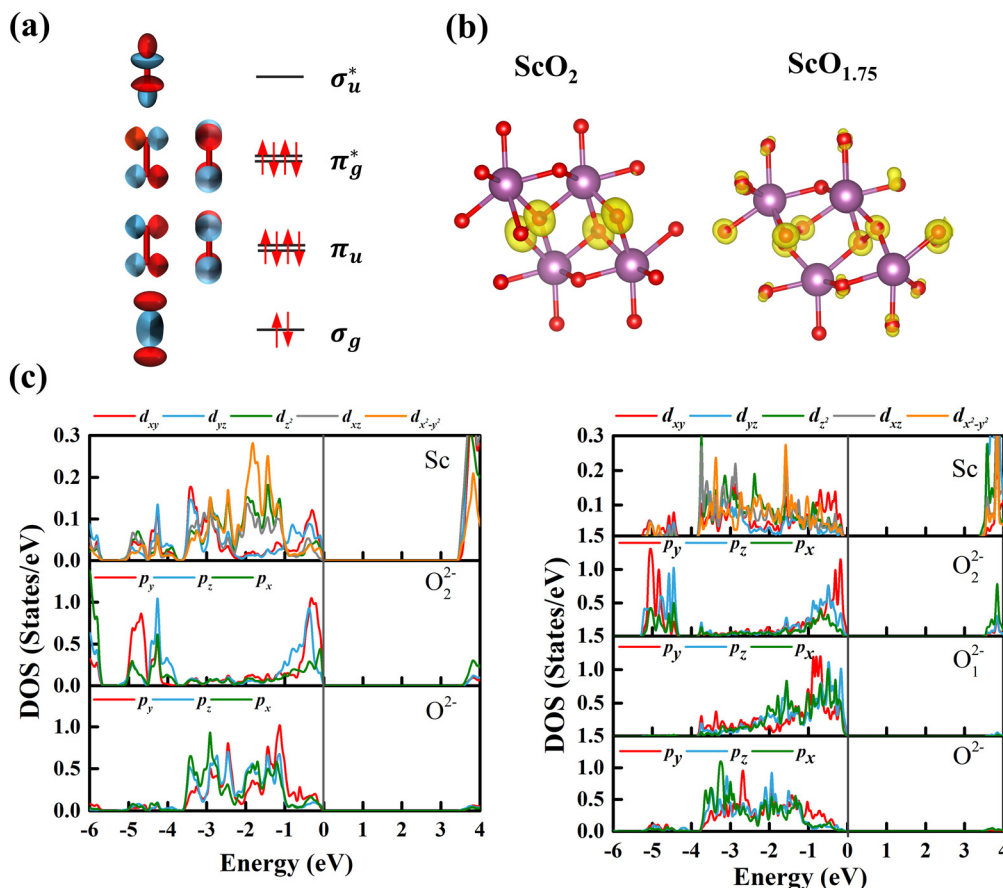 (a)
σ*u
π*g
πu
σg
(b)
ScO2
ScO1.75
(c)
dxy dyz dz² dxz dx²-y²
0.3
Sc
0.2
0.1
0.0
py pz px
O2²⁻
1.0
0.5
0.0
py pz px
O²⁻
1.0
0.5
0.0
-6 -5 -4 -3 -2 -1 0 1 2 3 4
DOS (States/eV)
Energy (eV)
dxy dyz dz² dxz dx²-y²
0.3
Sc
0.2
0.1
1.5
py pz px
O2²⁻
1.0
0.5
1.5
py pz px
O1²⁻
1.0
0.5
1.5
py pz px
O²⁻
1.0
0.5
0.0
-6 -5 -4 -3 -2 -1 0 1 2 3 4
DOS (States/eV)
Energy (eV)